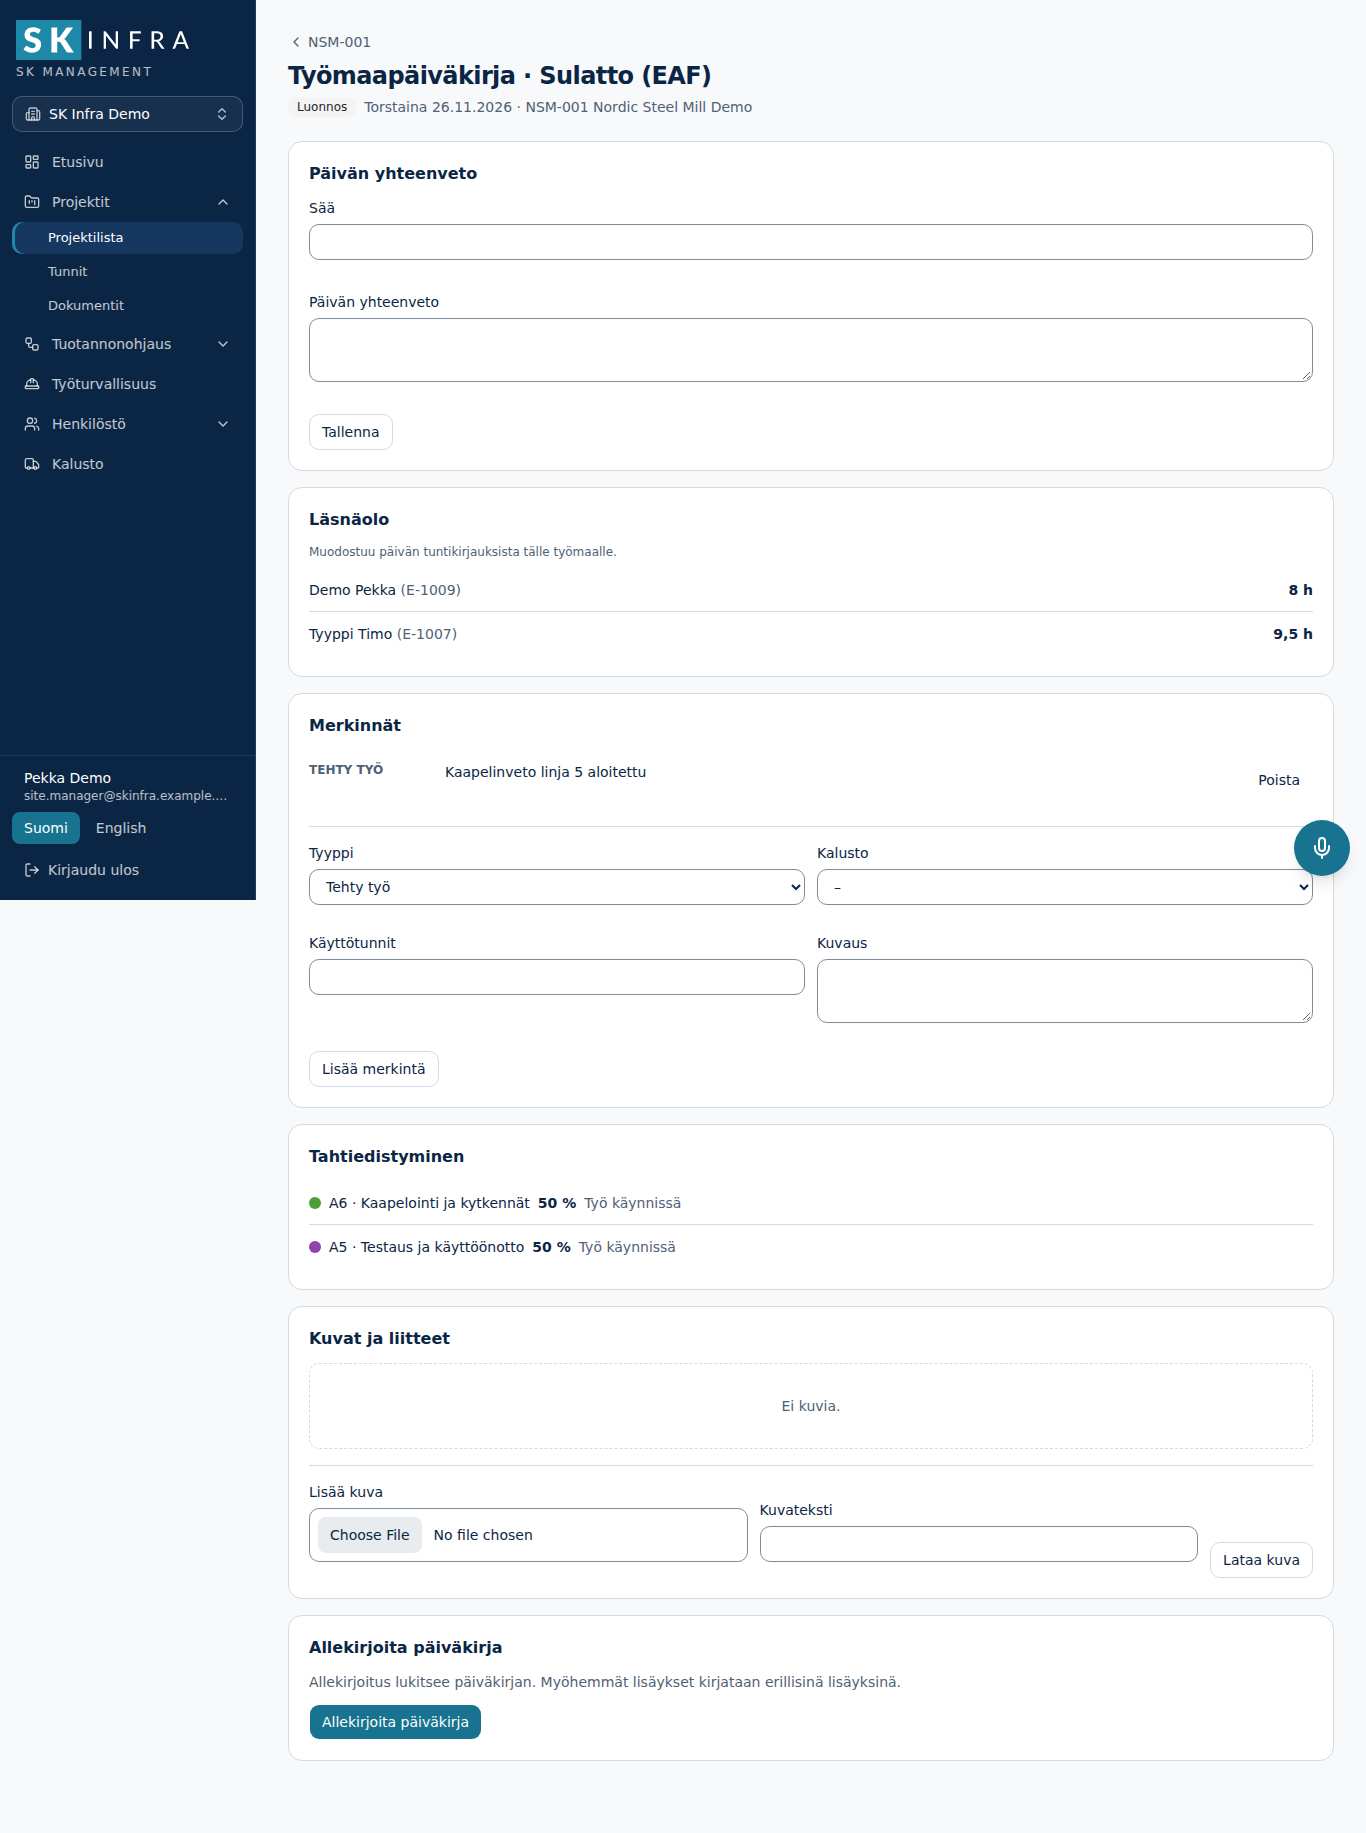 SK INFRA
SK MANAGEMENT
SK Infra Demo
Etusivu
Projektit
Projektilista
Tunnit
Dokumentit
Tuotannonohjaus
Työturvallisuus
Henkilöstö
Kalusto
Pekka Demo
site.manager@skinfra.example....
Suomi English
Kirjaudu ulos
NSM-001
Työmaapäiväkirja · Sulatto (EAF)
Luonnos Torstaina 26.11.2026 · NSM-001 Nordic Steel Mill Demo
Päivän yhteenveto
Sää
Päivän yhteenveto
Tallenna
Läsnäolo
Muodostuu päivän tuntikirjauksista tälle työmaalle.
Demo Pekka (E-1009) 8 h
Tyyppi Timo (E-1007) 9,5 h
Merkinnät
TEHTY TYÖ Kaapelinveto linja 5 aloitettu Poista
Tyyppi Kalusto
Tehty työ –
Käyttötunnit Kuvaus
Lisää merkintä
Tahtiedistyminen
A6 · Kaapelointi ja kytkennät 50 % Työ käynnissä
A5 · Testaus ja käyttöönotto 50 % Työ käynnissä
Kuvat ja liitteet
Ei kuvia.
Lisää kuva
Kuvateksti
Choose File No file chosen
Lataa kuva
Allekirjoita päiväkirja
Allekirjoitus lukitsee päiväkirjan. Myöhemmät lisäykset kirjataan erillisinä lisäyksinä.
Allekirjoita päiväkirja